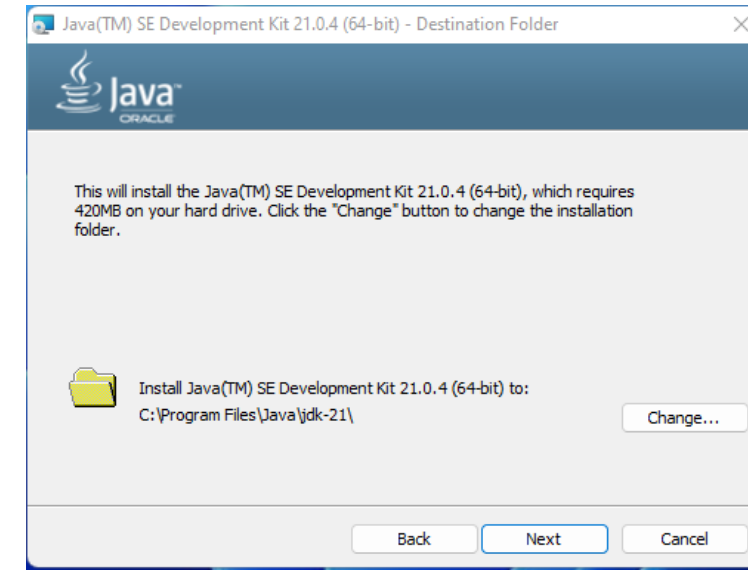 Java(TM) SE Development Kit 21.0.4 (64-bit) - Destination Folder
Java™
ORACLE
This will install the Java(TM) SE Development Kit 21.0.4 (64-bit), which requires
420MB on your hard drive. Click the "Change" button to change the installation
folder.
Install Java(TM) SE Development Kit 21.0.4 (64-bit) to:
C:\Program Files\Java\jdk-21\
Change...
Back
Next
Cancel